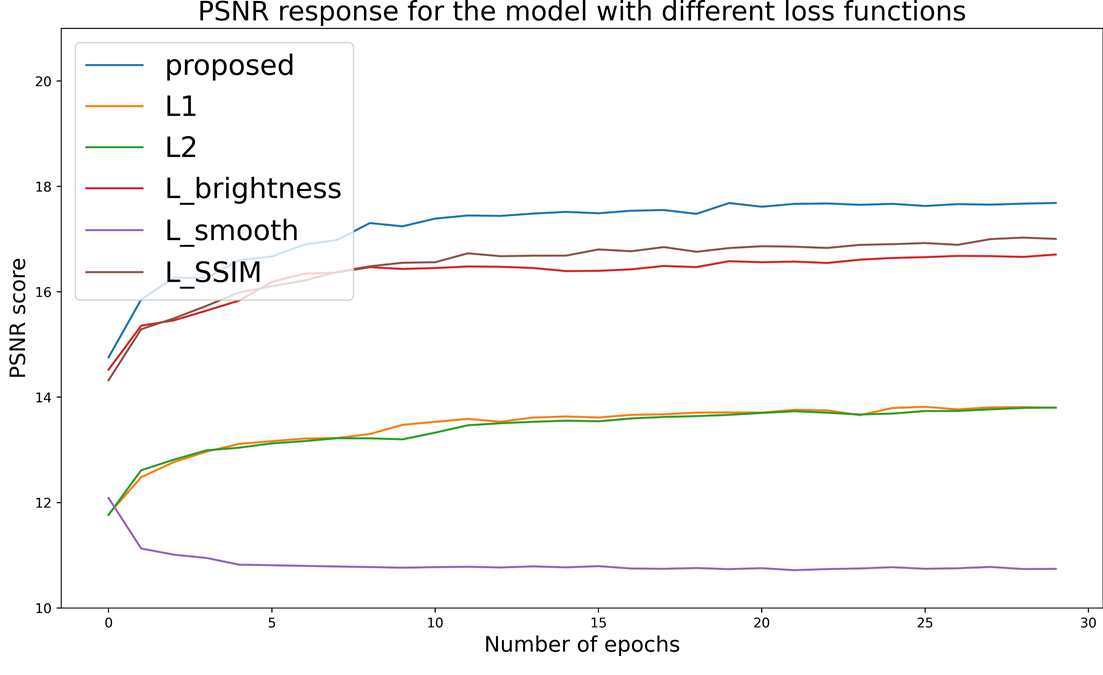 PSNR response for the model with different loss functions
proposed
L1
L2
L_brightness
L_smooth
L_SSIM
PSNR score
20
18
16
14
12
10
0 5 10 15 20 25 30
Number of epochs